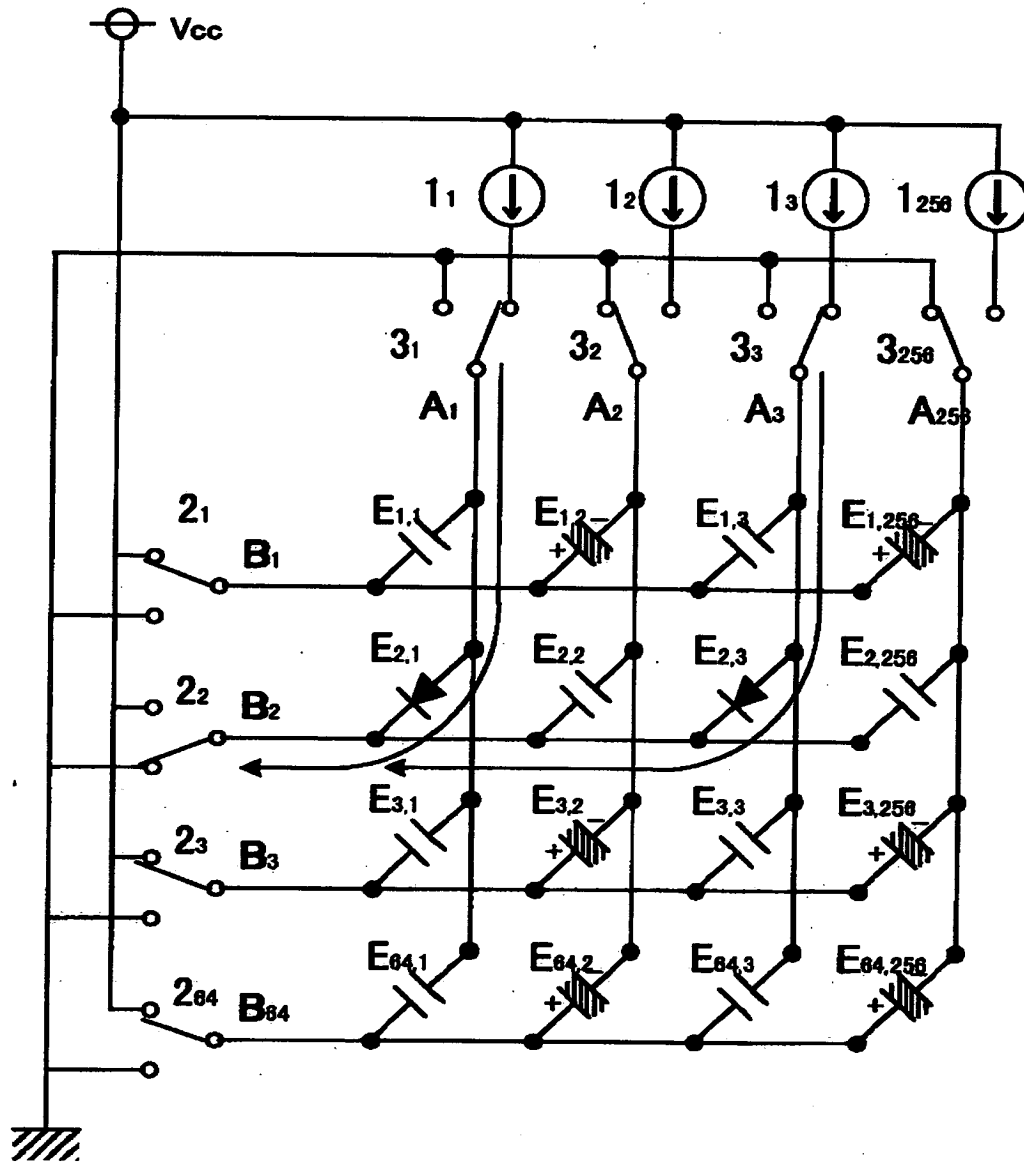 Vcc
1₁ 1₂ 1₃ 1₂₅₆
3₁ 3₂ 3₃ 3₂₅₆
A₁ A₂ A₃ A₂₅₆
2₁ E₁,₁ E₁,₂ E₁,₃ E₁,₂₅₆
− −
B₁ + +
E₂,₁ E₂,₂ E₂,₃ E₂,₂₅₆
2₂ B₂
E₃,₁ E₃,₂ E₃,₃ E₃,₂₅₆
− −
2₃ B₃ + +
E₆₄,₁ E₆₄,₂ E₆₄,₃ E₆₄,₂₅₆
− −
2₆₄ B₆₄ + +